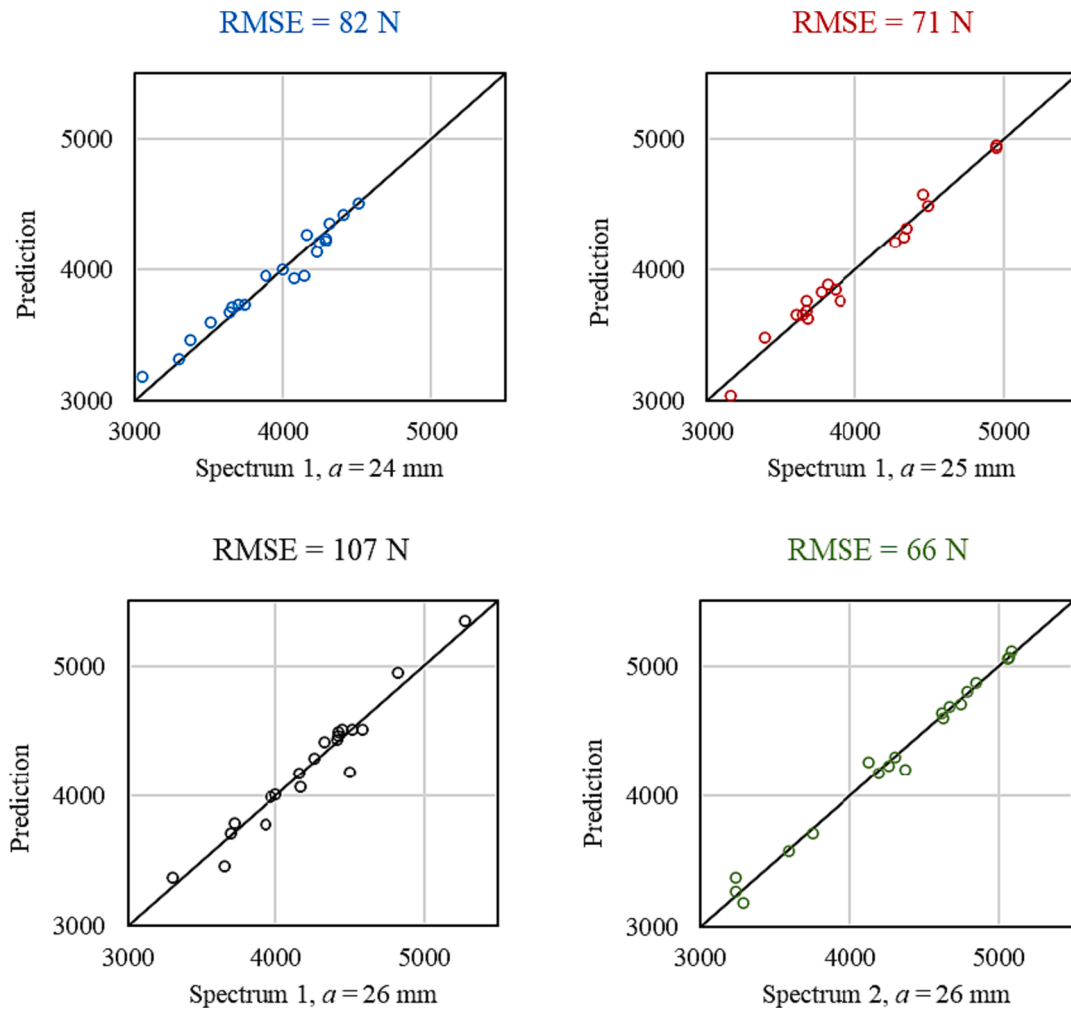 RMSE = 82 N
5000
4000
3000
Prediction
3000 4000 5000
Spectrum 1, a = 24 mm
RMSE = 71 N
5000
4000
3000
Prediction
3000 4000 5000
Spectrum 1, a = 25 mm
RMSE = 107 N
5000
4000
3000
Prediction
3000 4000 5000
Spectrum 1, a = 26 mm
RMSE = 66 N
5000
4000
3000
Prediction
3000 4000 5000
Spectrum 2, a = 26 mm